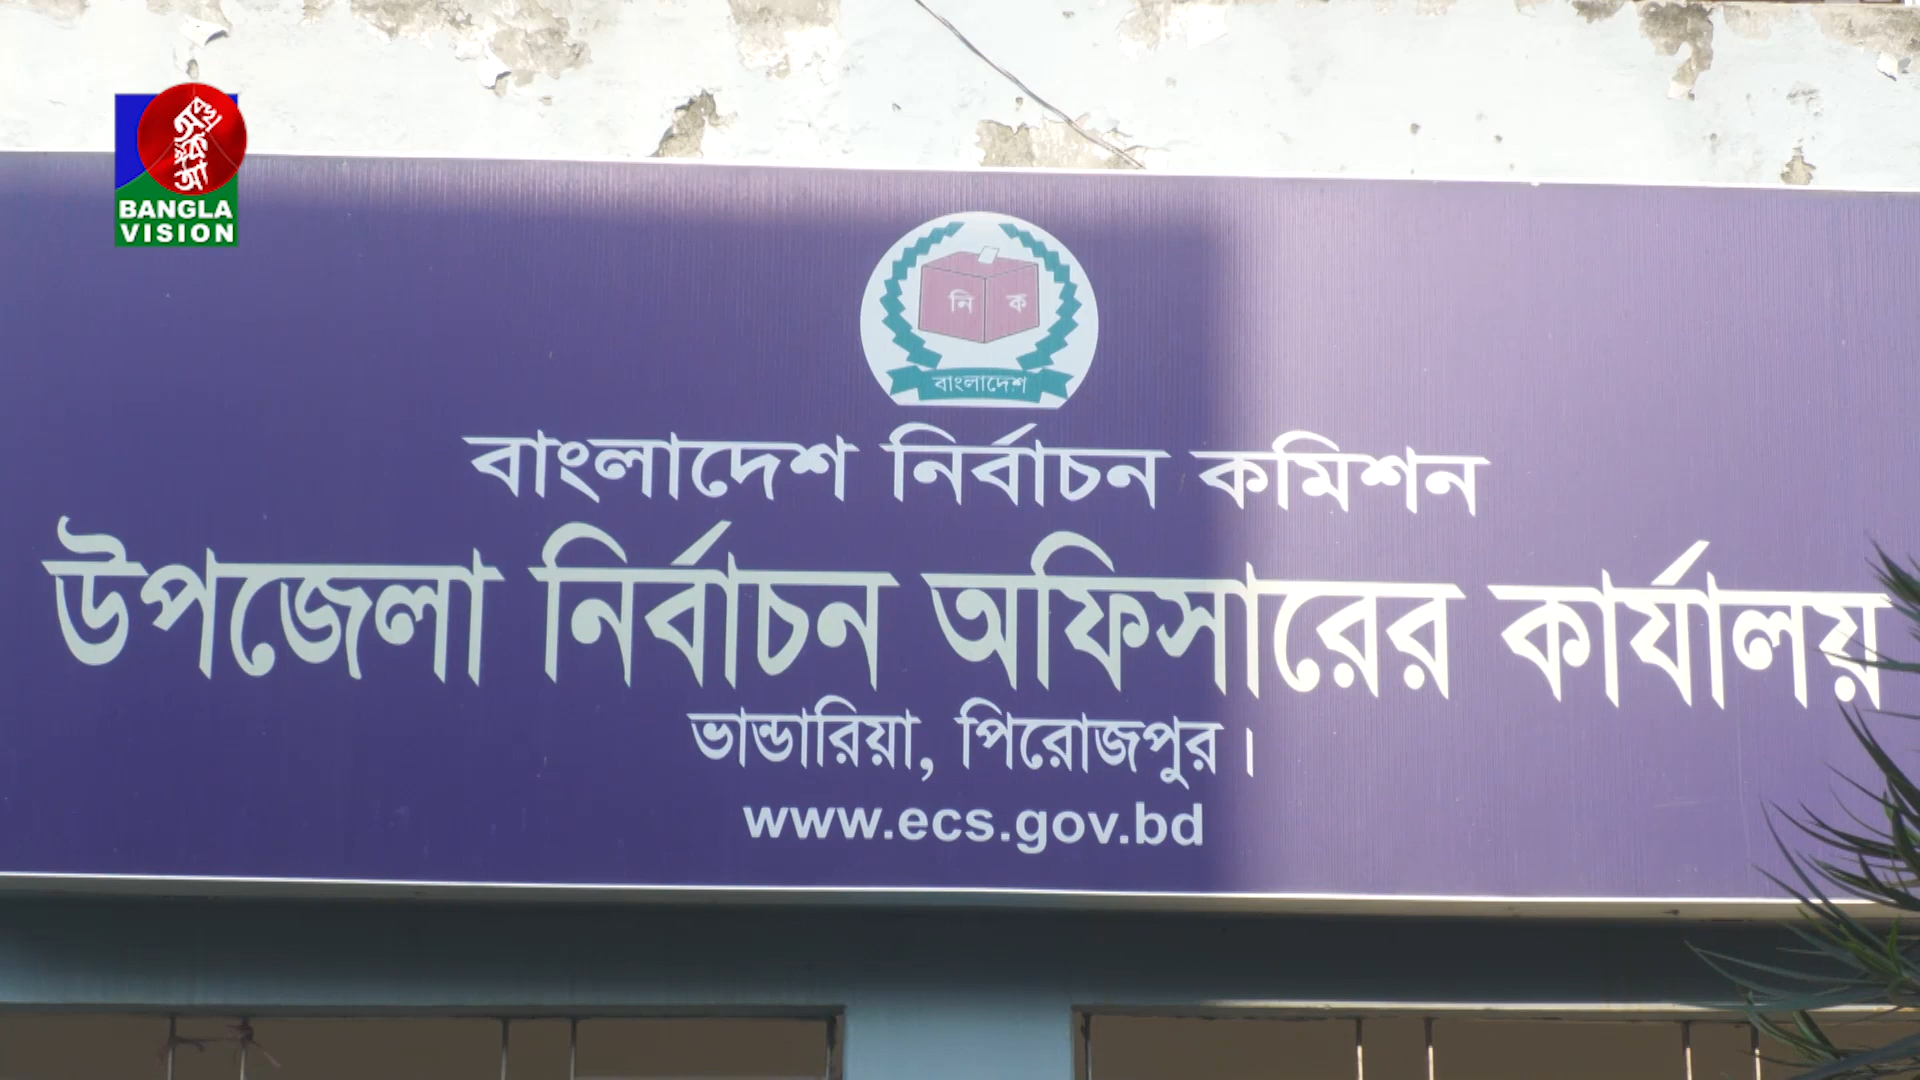 BANGLA
VISION
নি ক
বাংলাদেশ
বাংলাদেশ নির্বাচন কমিশন
উপজেলা নির্বাচন অফিসারের কার্যালয়
ভান্ডারিয়া, পিরোজপুর।
www.ecs.gov.bd